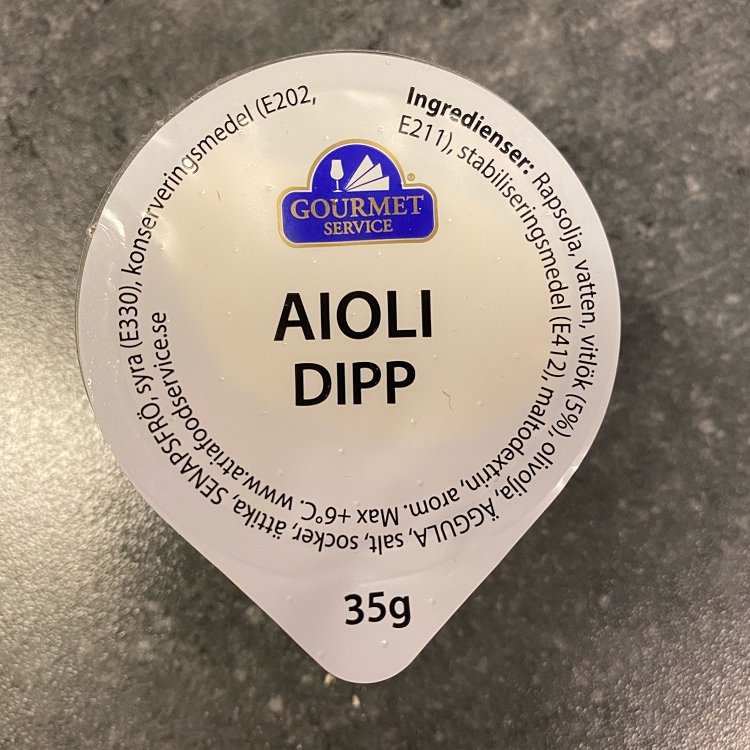 Ingredienser: Rapsolja, vatten, vitlök (5%), olivolja, ÄGGULA, salt, socker, ättika, SENAPSFRÖ, syra (E330), konserveringsmedel (E202,
E211), stabiliseringsmedel (E412), maltodextrin, arom. Max +6°C. www.atriafoodservice.se
GOURMET
SERVICE
AIOLI
DIPP
35g